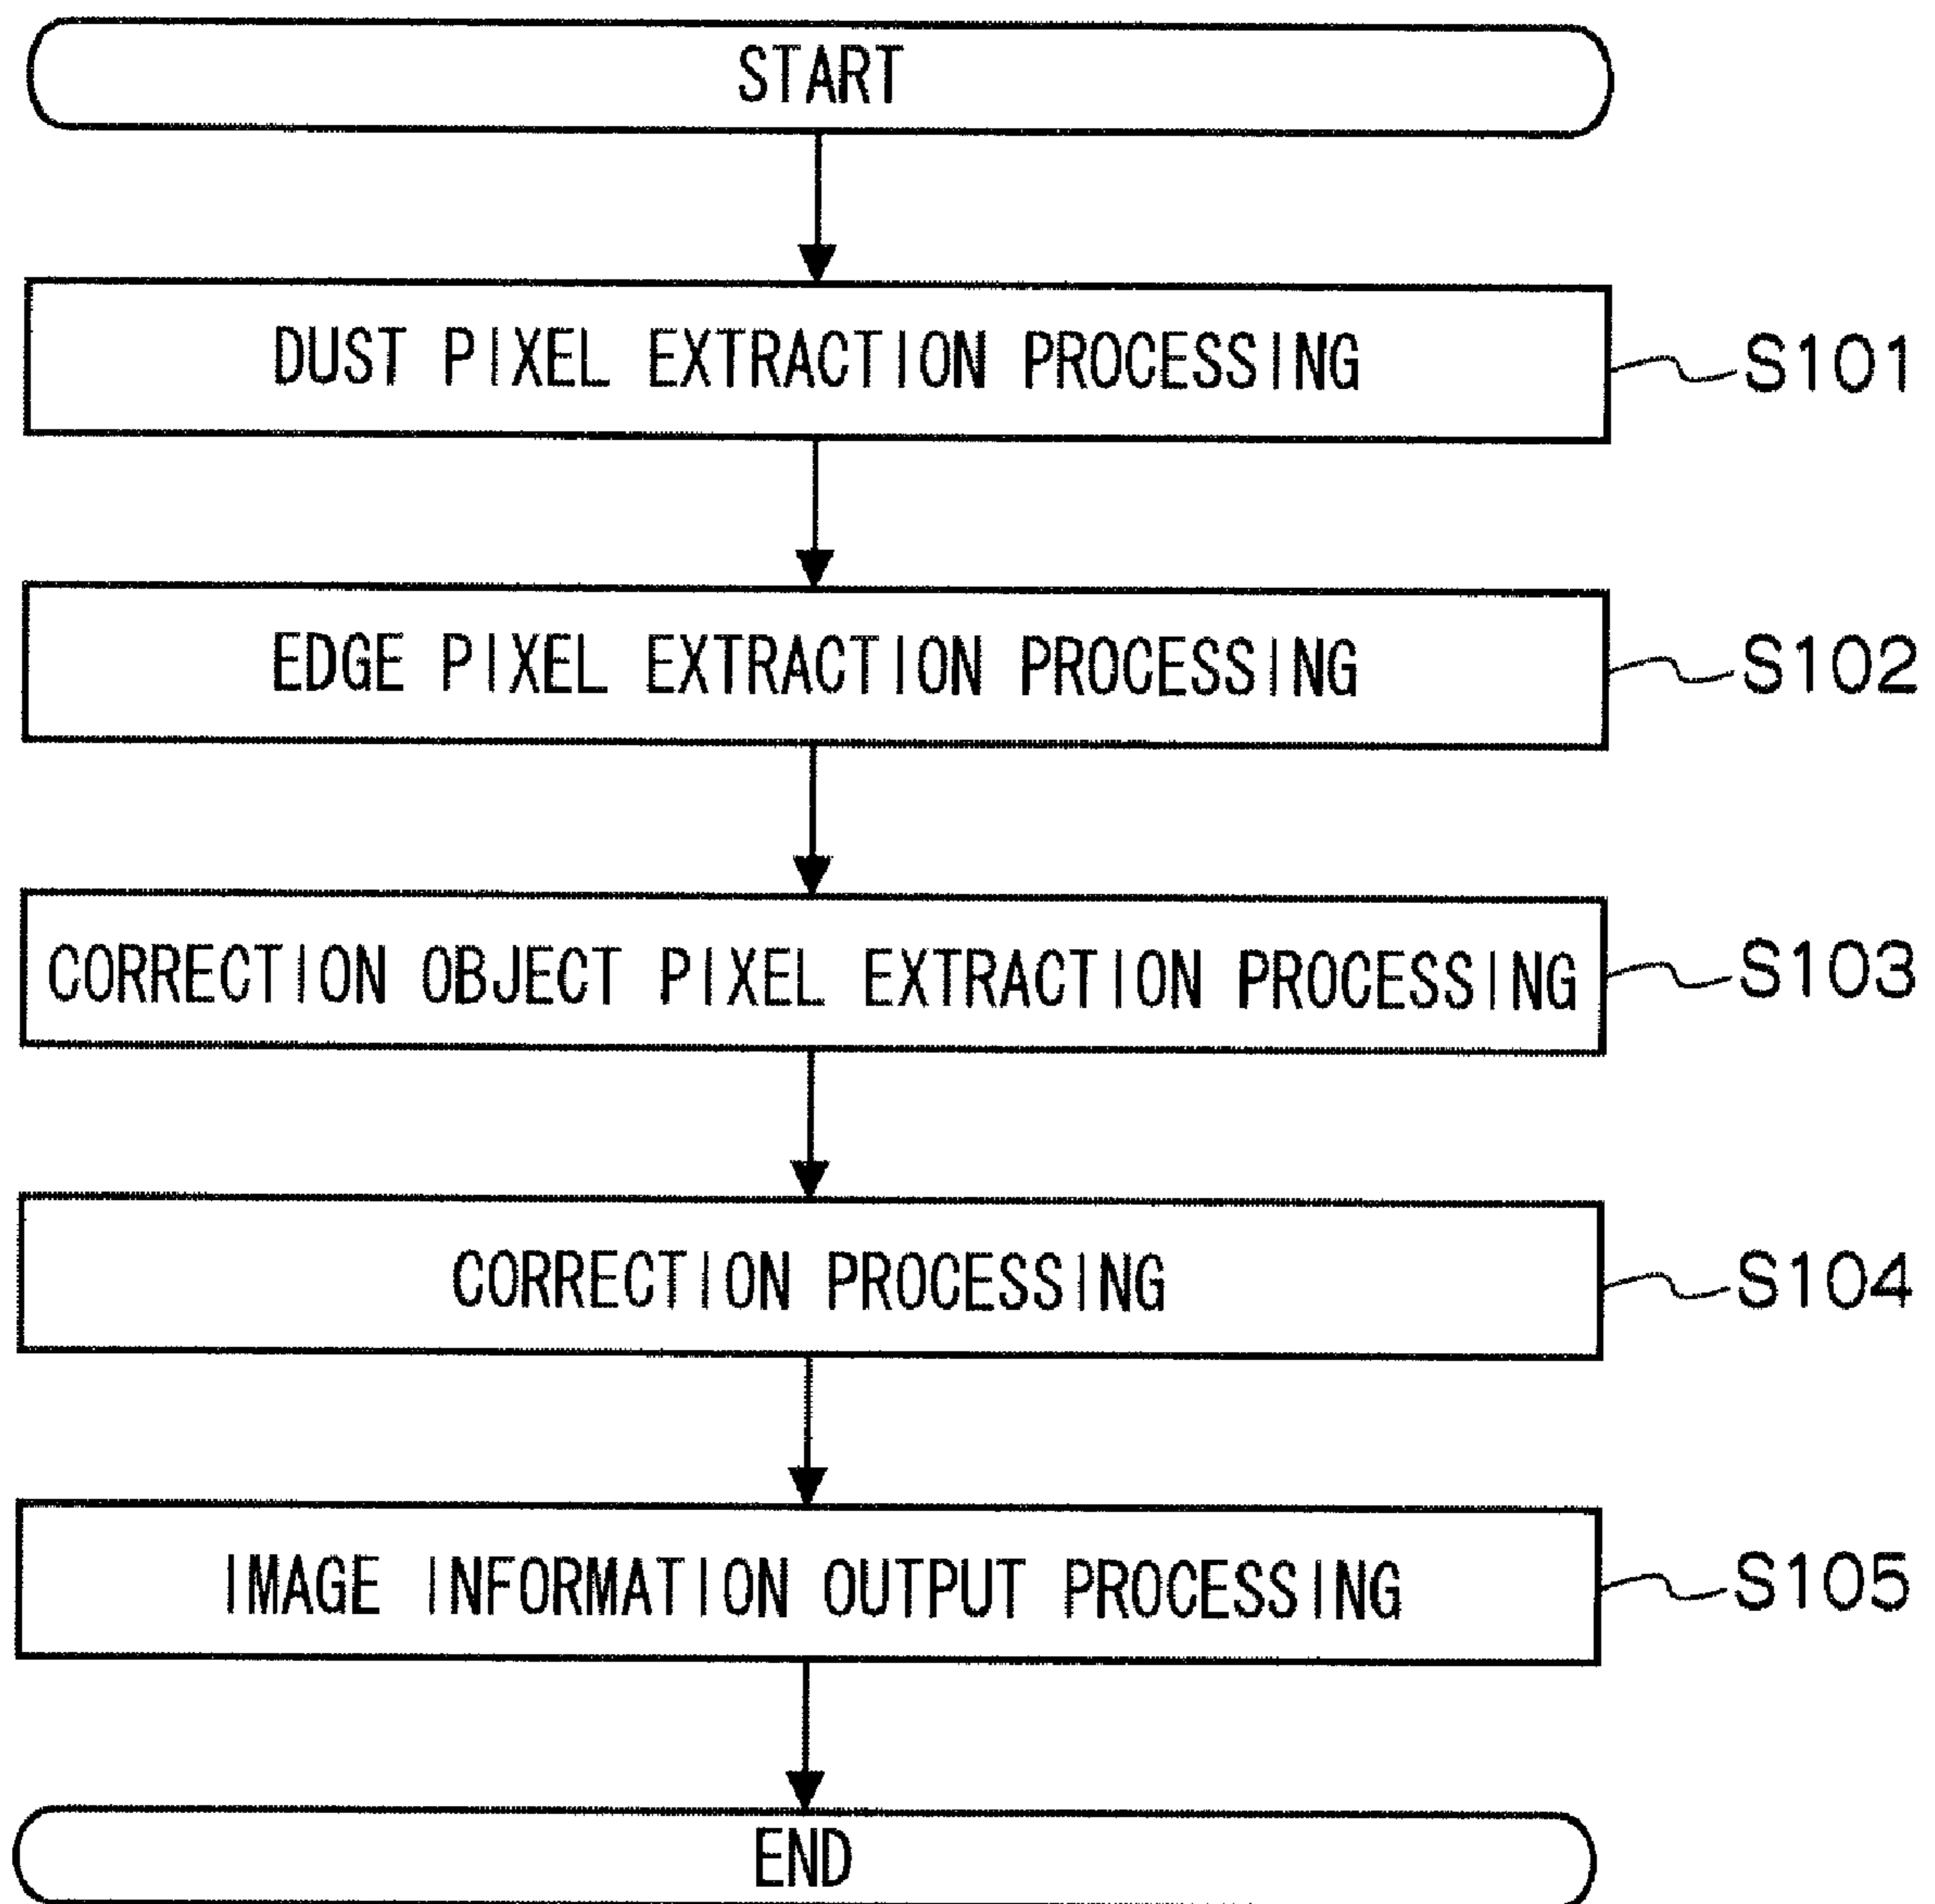 START
DUST PIXEL EXTRACTION PROCESSING
S101
EDGE PIXEL EXTRACTION PROCESSING
S102
CORRECTION OBJECT PIXEL EXTRACTION PROCESSING
S103
CORRECTION PROCESSING
S104
IMAGE INFORMATION OUTPUT PROCESSING
S105
END